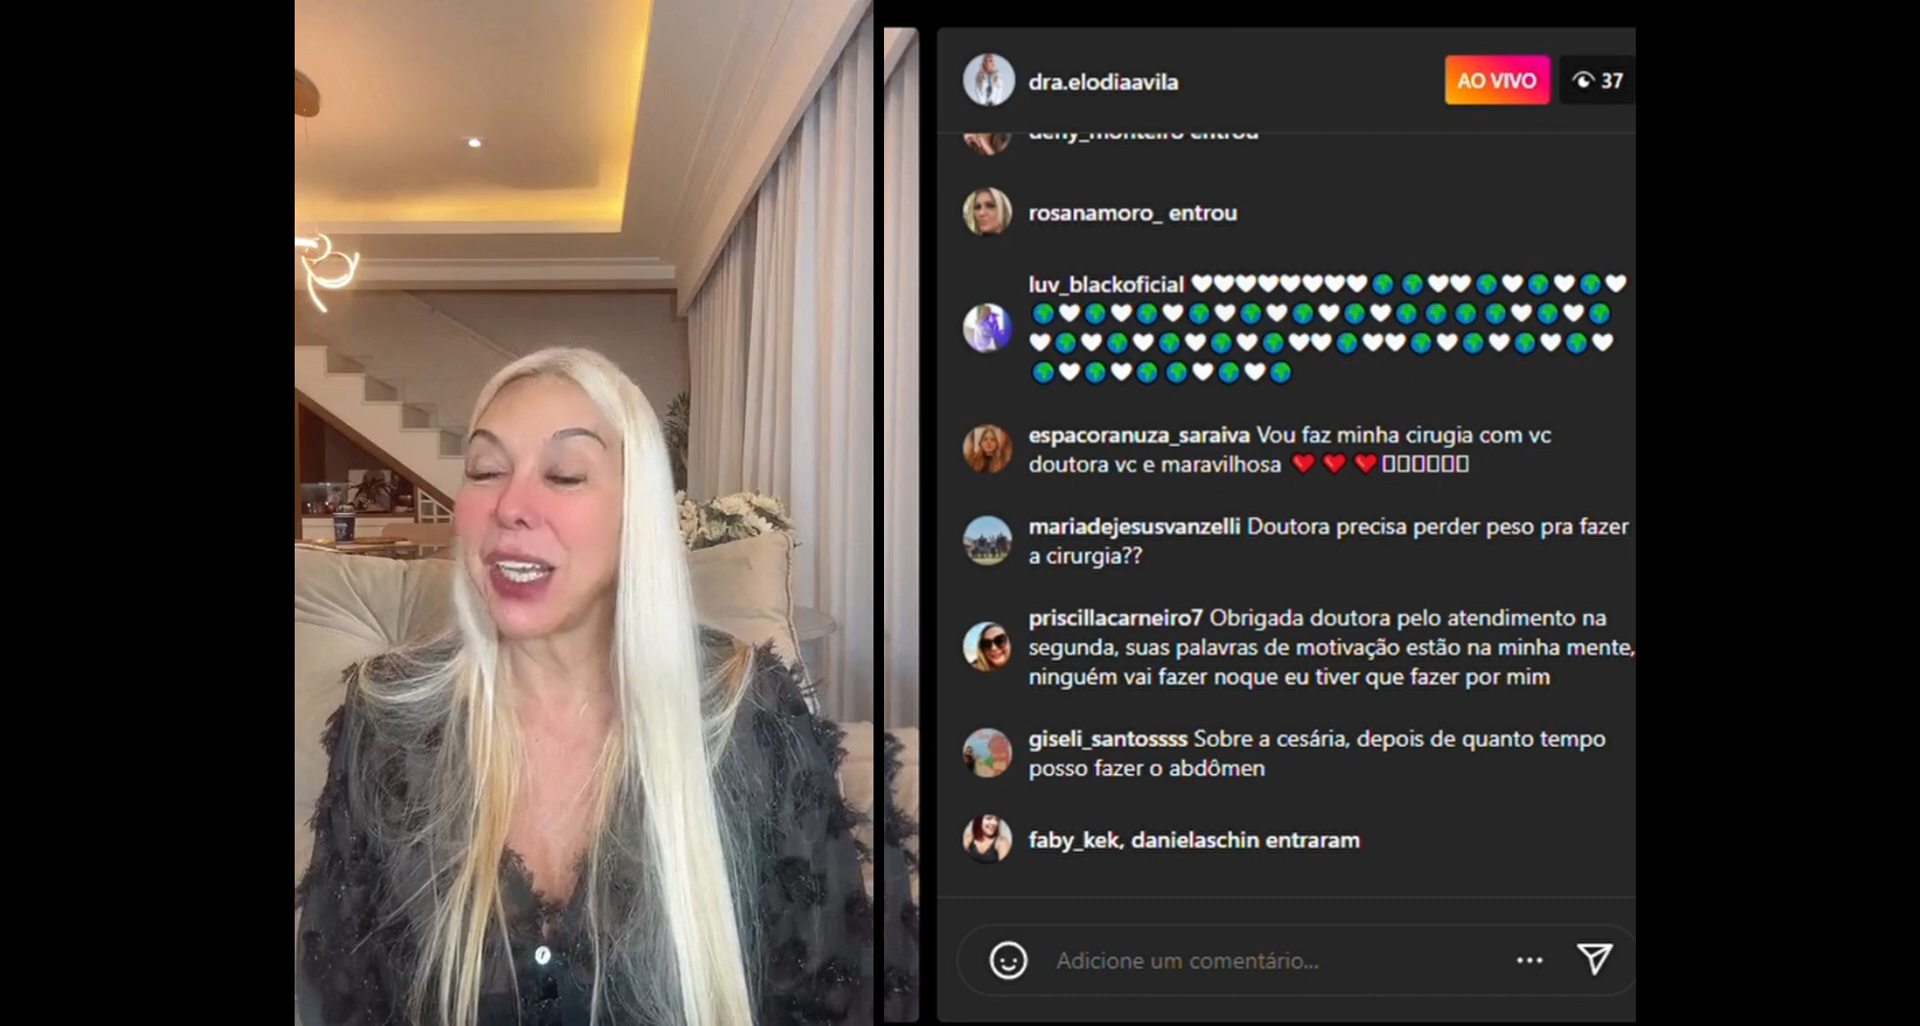 dra.elodiaavila
AO VIVO
37
deny_monteiro entrou
rosanamoro_ entrou
luv_blackoficial 🤍🤍🤍🤍🤍🤍🤍🤍🌍🌍🤍🤍🌍🤍🌍🤍🌍🤍
🌍🤍🌍🤍🌍🤍🌍🤍🌍🤍🌍🤍🌍🤍🌍🌍🌍🌍🤍🌍🤍🌍
🤍🌍🤍🌍🤍🌍🤍🌍🤍🌍🤍🤍🌍🤍🤍🌍🤍🌍🤍🌍🤍🌍🤍
🌍🤍🌍🤍🌍🌍🤍🌍🤍🌍
espacoranuza_saraiva Vou faz minha cirugia com vc
doutora vc e maravilhosa ❤️❤️❤️▯▯▯▯▯▯
mariadejesusvanzelli Doutora precisa perder peso pra fazer
a cirurgia??
priscillacarneiro7 Obrigada doutora pelo atendimento na
segunda, suas palavras de motivação estão na minha mente,
ninguém vai fazer noque eu tiver que fazer por mim
giseli_santossss Sobre a cesária, depois de quanto tempo
posso fazer o abdômen
faby_kek, danielaschin entraram
Adicione um comentário...